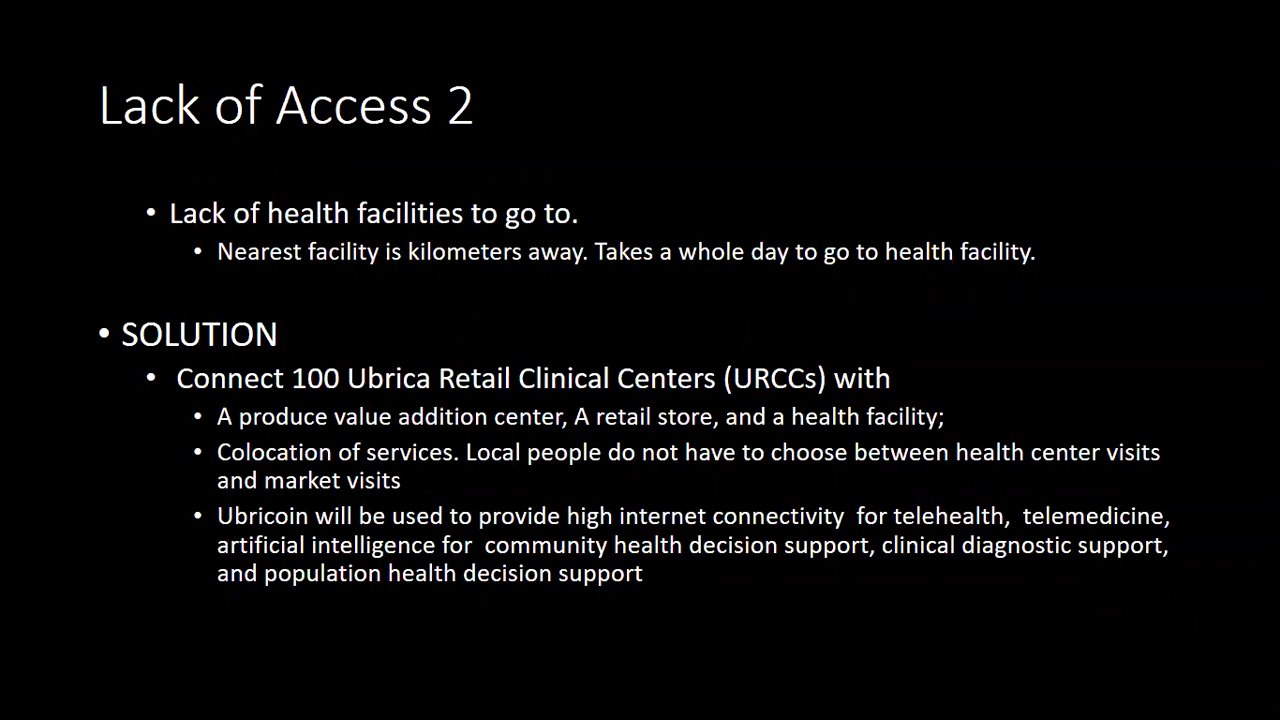 Lack of Access 2
• Lack of health facilities to go to.
• Nearest facility is kilometers away. Takes a whole day to go to health facility.
• SOLUTION
• Connect 100 Ubrica Retail Clinical Centers (URCCs) with
• A produce value addition center, A retail store, and a health facility;
• Colocation of services. Local people do not have to choose between health center visits
and market visits
• Ubricoin will be used to provide high internet connectivity  for telehealth,  telemedicine,
artificial intelligence for  community health decision support, clinical diagnostic support,
and population health decision support